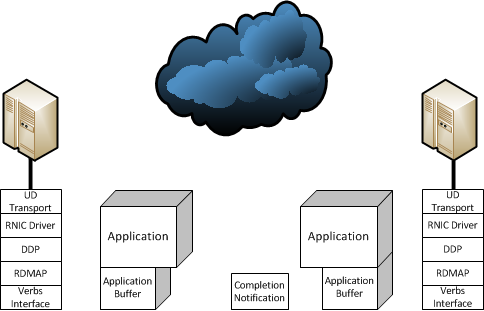 UD
Transport
RNIC Driver
DDP
RDMAP
Verbs
Interface
Application
Application
Buffer
Completion
Notification
Application
Application
Buffer
UD
Transport
RNIC Driver
DDP
RDMAP
Verbs
Interface